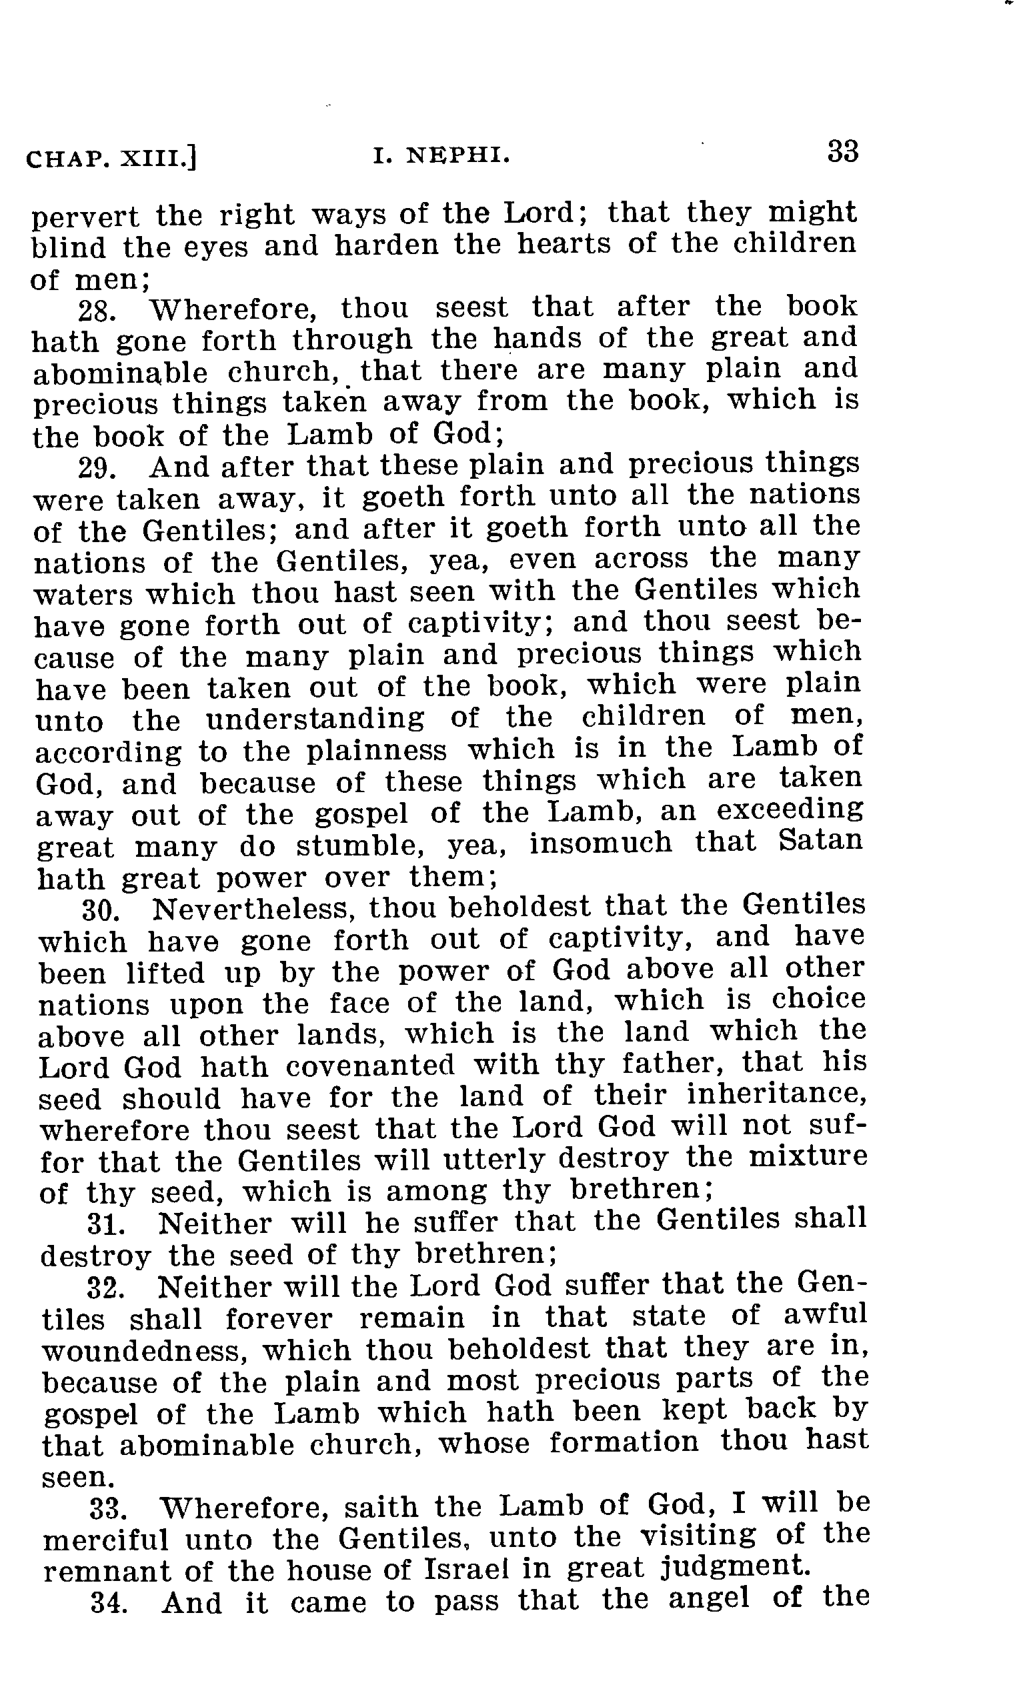 CHAP. XIII.] I. NEPHI. 33
pervert the right ways of the Lord; that they might
blind the eyes and harden the hearts of the children
of men;
28. Wherefore, thou seest that after the book
hath gone forth through the hands of the great and
abominable church, that there are many plain and
precious things taken away from the book, which is
the book of the Lamb of God;
29. And after that these plain and precious things
were taken away, it goeth forth unto all the nations
of the Gentiles; and after it goeth forth unto all the
nations of the Gentiles, yea, even across the many
waters which thou hast seen with the Gentiles which
have gone forth out of captivity; and thou seest be-
cause of the many plain and precious things which
have been taken out of the book, which were plain
unto the understanding of the children of men,
according to the plainness which is in the Lamb of
God, and because of these things which are taken
away out of the gospel of the Lamb, an exceeding
great many do stumble, yea, insomuch that Satan
hath great power over them;
30. Nevertheless, thou beholdest that the Gentiles
which have gone forth out of captivity, and have
been lifted up by the power of God above all other
nations upon the face of the land, which is choice
above all other lands, which is the land which the
Lord God hath covenanted with thy father, that his
seed should have for the land of their inheritance,
wherefore thou seest that the Lord God will not suf-
for that the Gentiles will utterly destroy the mixture
of thy seed, which is among thy brethren;
31. Neither will he suffer that the Gentiles shall
destroy the seed of thy brethren;
32. Neither will the Lord God suffer that the Gen-
tiles shall forever remain in that state of awful
woundedness, which thou beholdest that they are in,
because of the plain and most precious parts of the
gospel of the Lamb which hath been kept back by
that abominable church, whose formation thou hast
seen.
33. Wherefore, saith the Lamb of God, I will be
merciful unto the Gentiles, unto the visiting of the
remnant of the house of Israel in great judgment.
34. And it came to pass that the angel of the